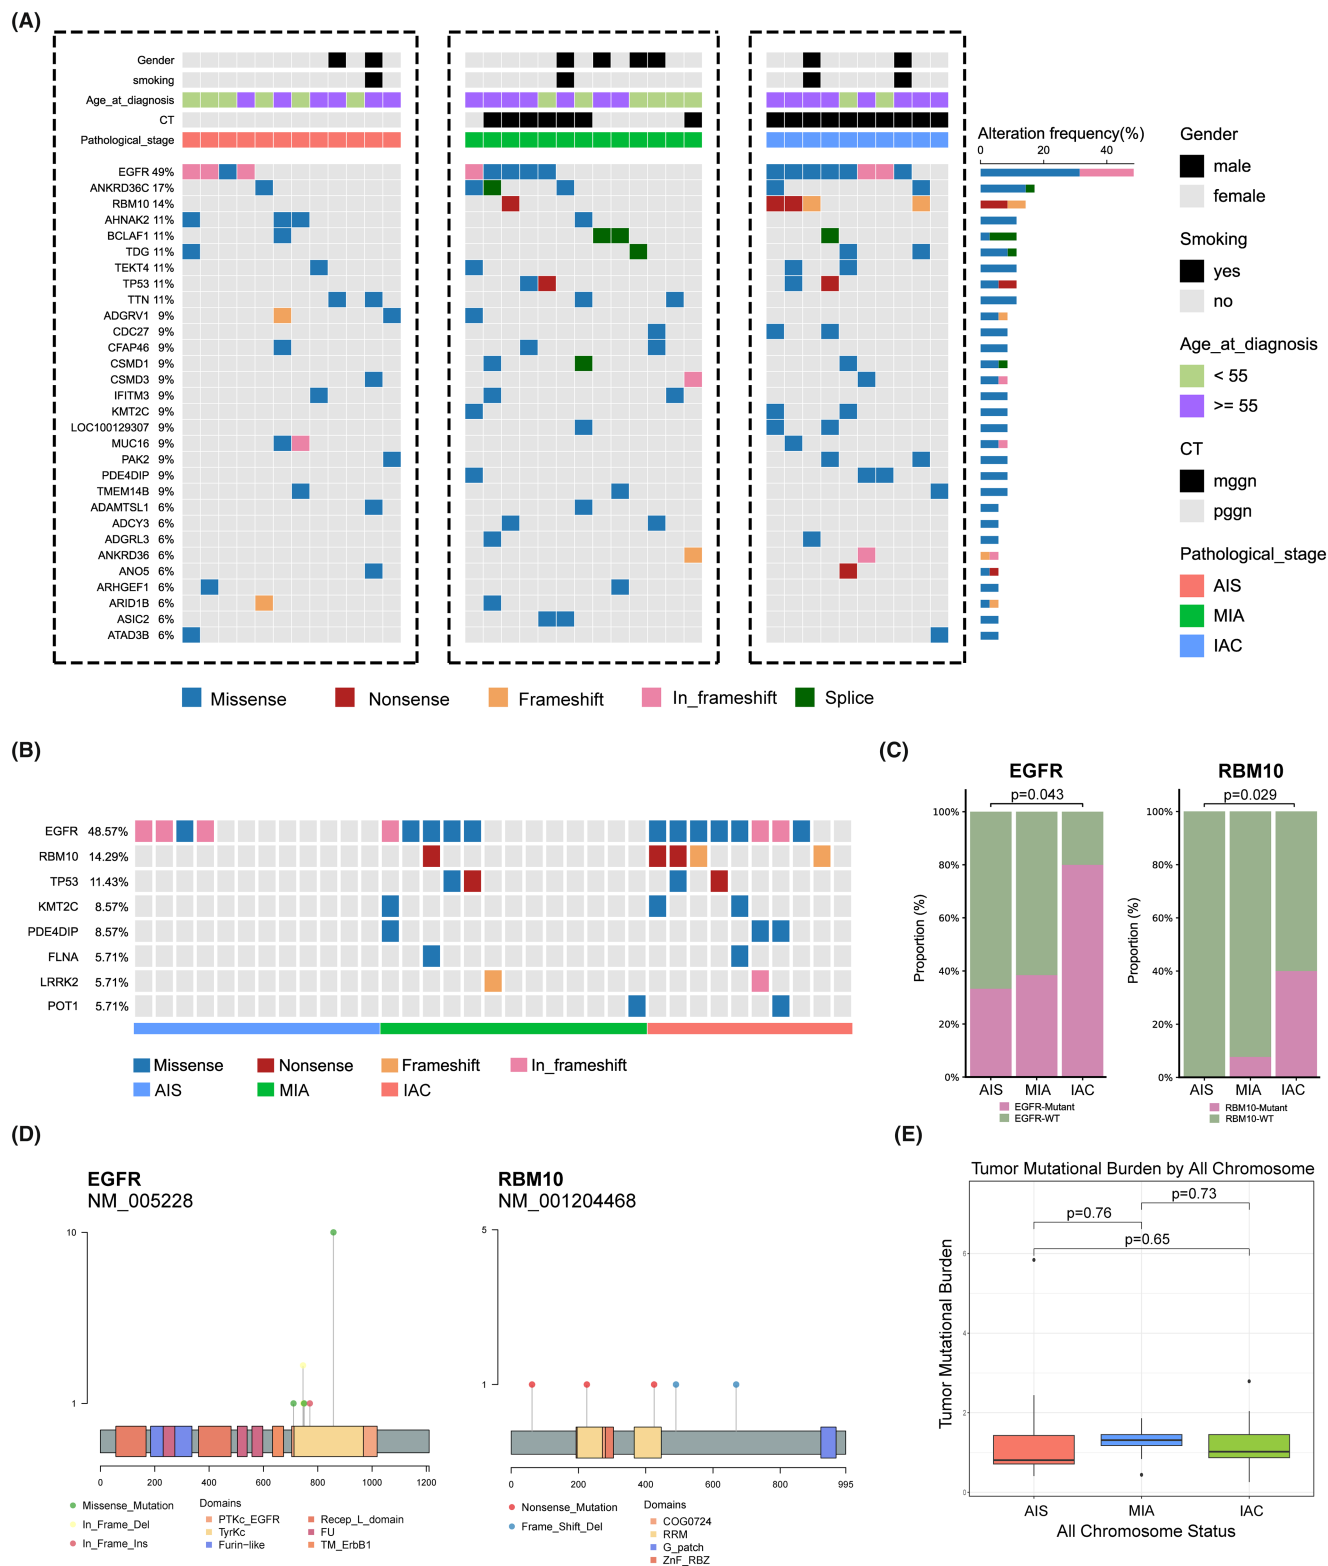 (A)
Gender
smoking
Age_at_diagnosis
CT
Pathological_stage
EGFR 49%
ANKRD36C 17%
RBM10 14%
AHNAK2 11%
BCLAF1 11%
TDG 11%
TEKT4 11%
TP53 11%
TTN 11%
ADGRV1 9%
CDC27 9%
CFAP46 9%
CSMD1 9%
CSMD3 9%
IFITM3 9%
KMT2C 9%
LOC100129307 9%
MUC16 9%
PAK2 9%
PDE4DIP 9%
TMEM14B 9%
ADAMTSL1 6%
ADCY3 6%
ADGRL3 6%
ANKRD36 6%
ANO5 6%
ARHGEF1 6%
ARID1B 6%
ASIC2 6%
ATAD3B 6%
Alteration frequency(%)
0 20 40
Gender
male
female
Smoking
yes
no
Age_at_diagnosis
< 55
>= 55
CT
mggn
pggn
Pathological_stage
AIS
MIA
IAC
Missense Nonsense Frameshift In_frameshift Splice
(B)
EGFR 48.57%
RBM10 14.29%
TP53 11.43%
KMT2C 8.57%
PDE4DIP 8.57%
FLNA 5.71%
LRRK2 5.71%
POT1 5.71%
Missense Nonsense Frameshift In_frameshift
AIS MIA IAC
(C)
EGFR
p=0.043
100%
80%
60%
40%
20%
0%
Proportion (%)
AIS MIA IAC
EGFR-Mutant
EGFR-WT
RBM10
p=0.029
100%
80%
60%
40%
20%
0%
Proportion (%)
AIS MIA IAC
RBM10-Mutant
RBM10-WT
(D)
EGFR
NM_005228
10
1
0 200 400 600 800 1000 1200
Missense_Mutation
In_Frame_Del
In_Frame_Ins
Domains
PTKc_EGFR
TyrKc
Furin-like
Recep_L_domain
FU
TM_ErbB1
RBM10
NM_001204468
5
1
0 200 400 600 800 995
Nonsense_Mutation
Frame_Shift_Del
Domains
COG0724
RRM
G_patch
ZnF_RBZ
(E)
Tumor Mutational Burden by All Chromosome
p=0.73
p=0.76
p=0.65
6
4
2
0
Tumor Mutational Burden
AIS MIA IAC
All Chromosome Status